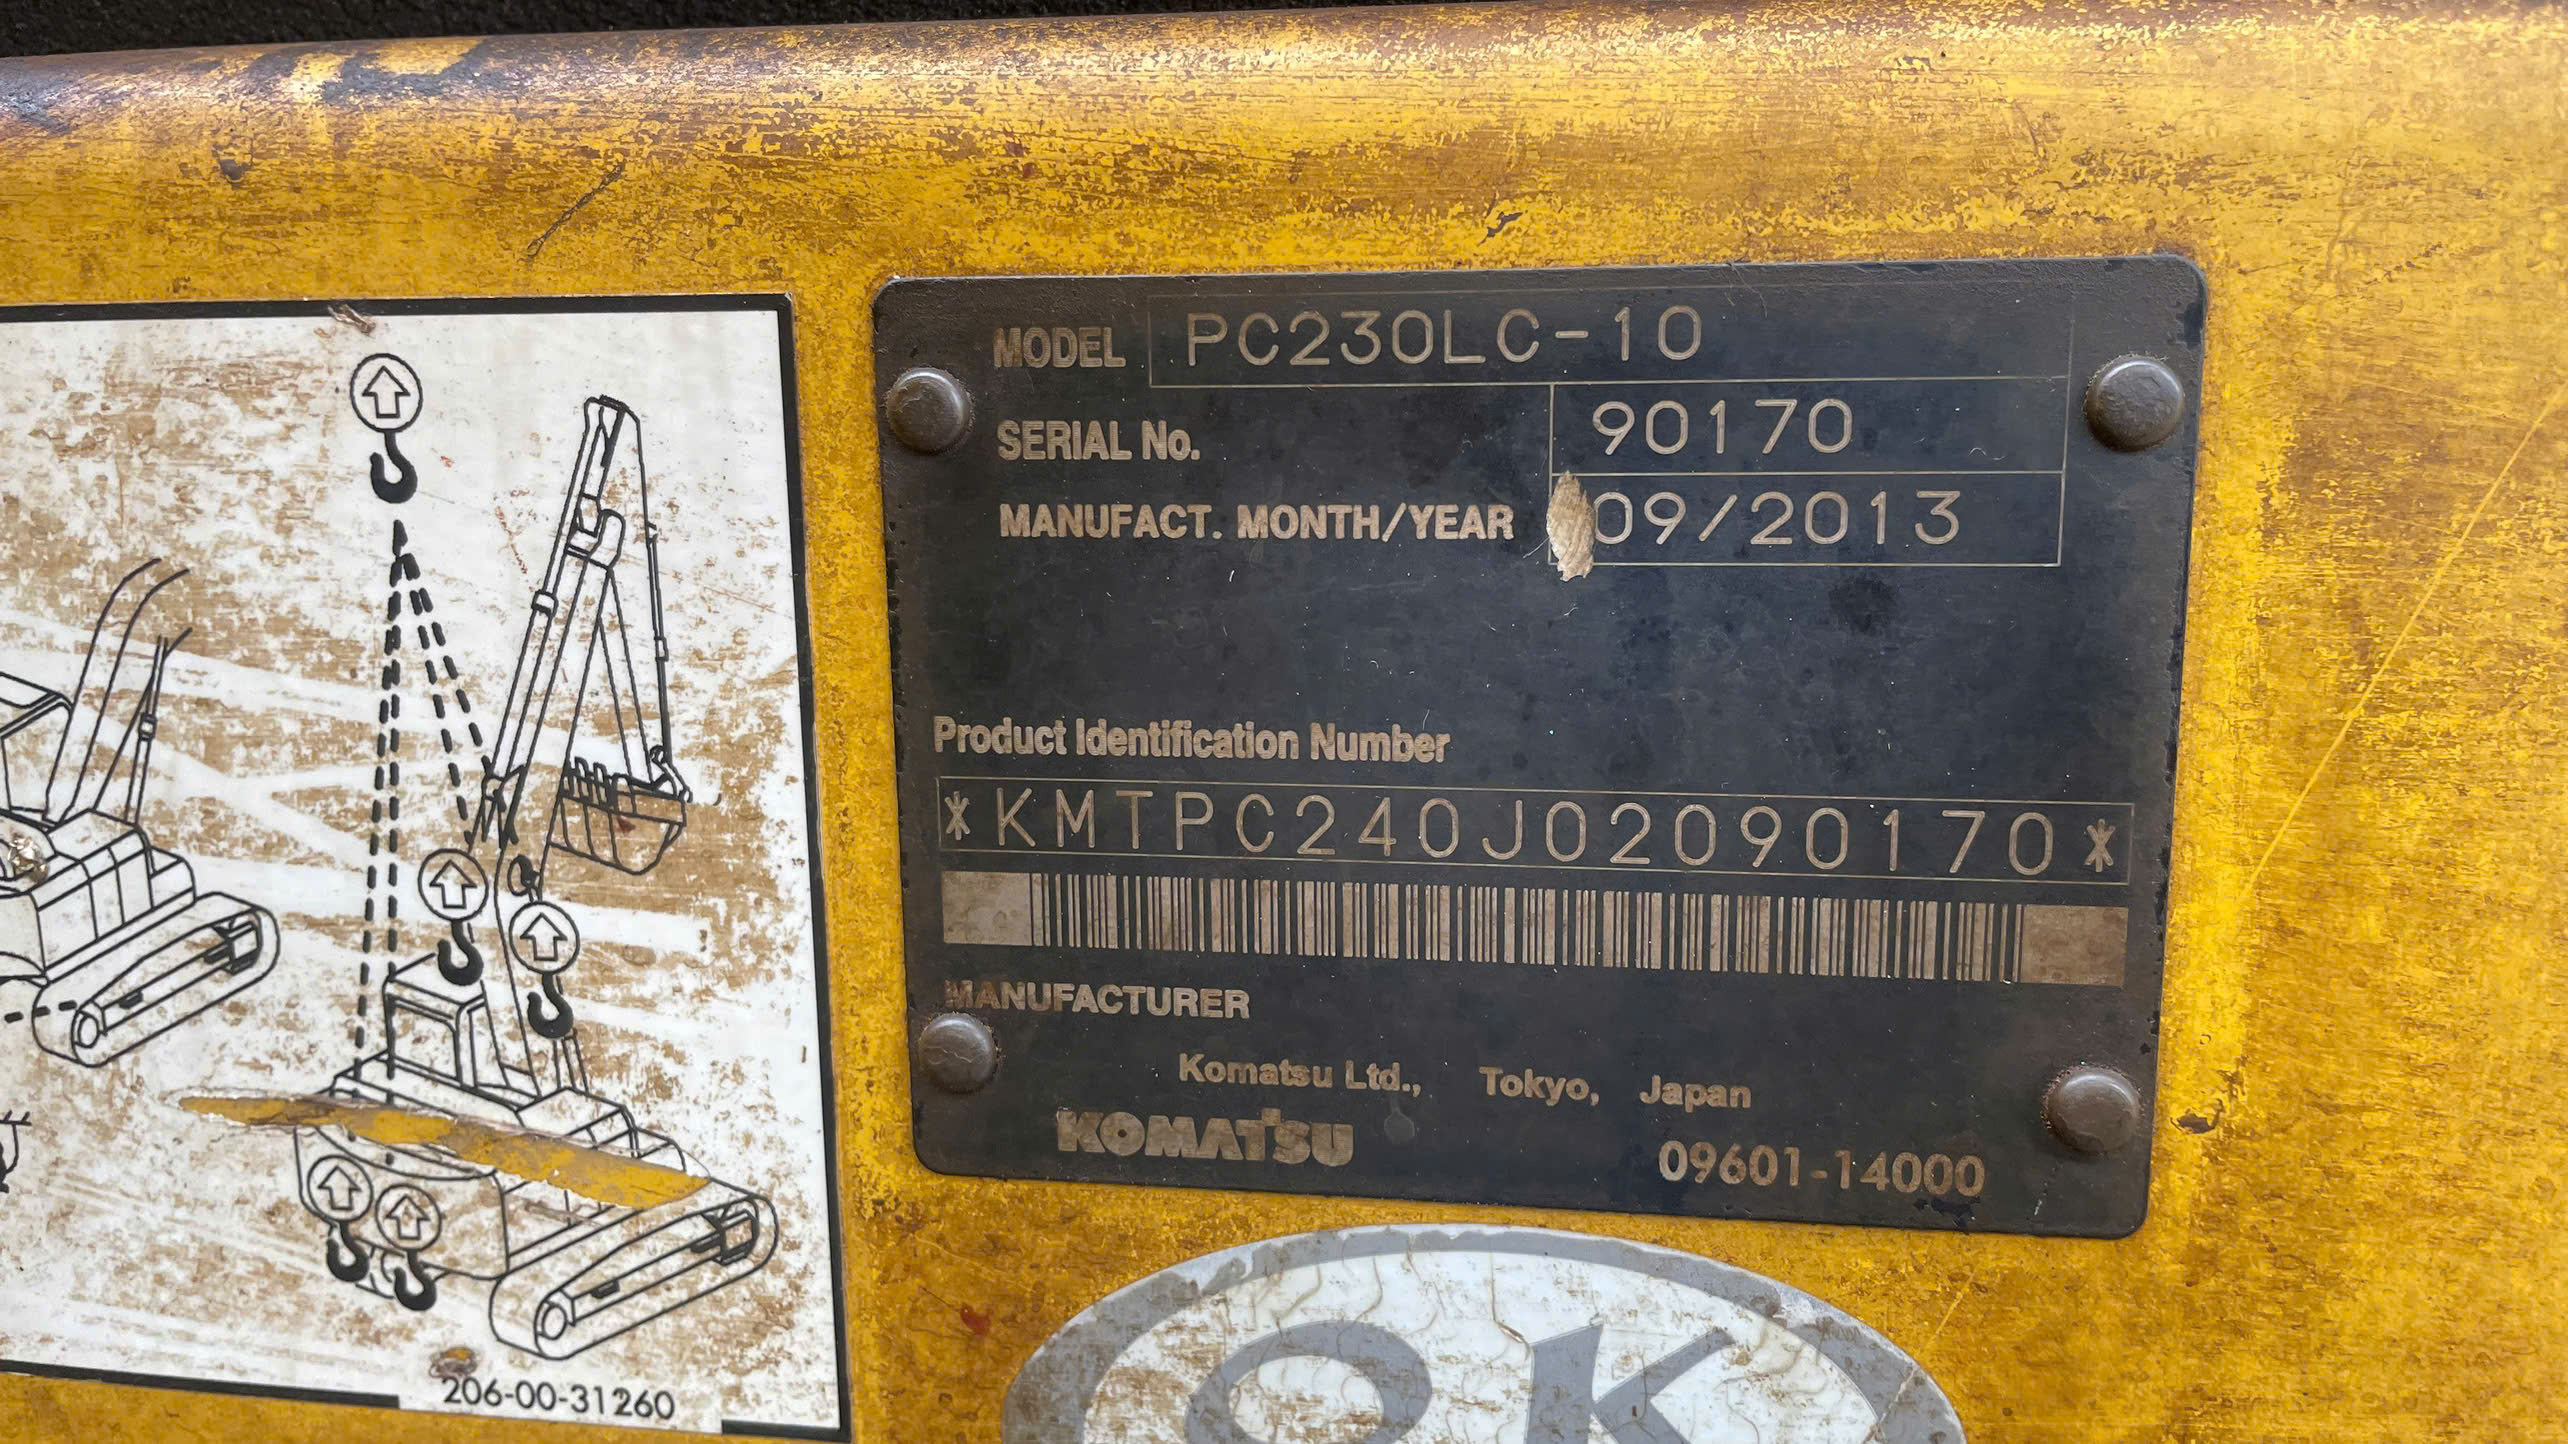 MODEL PC230LC-10
SERIAL No. 90170
MANUFACT. MONTH/YEAR 09/2013
Product Identification Number
*KMTPC240J02090170*
MANUFACTURER
Komatsu Ltd., Tokyo, Japan
KOMATSU
09601-14000
206-00-31260
OK